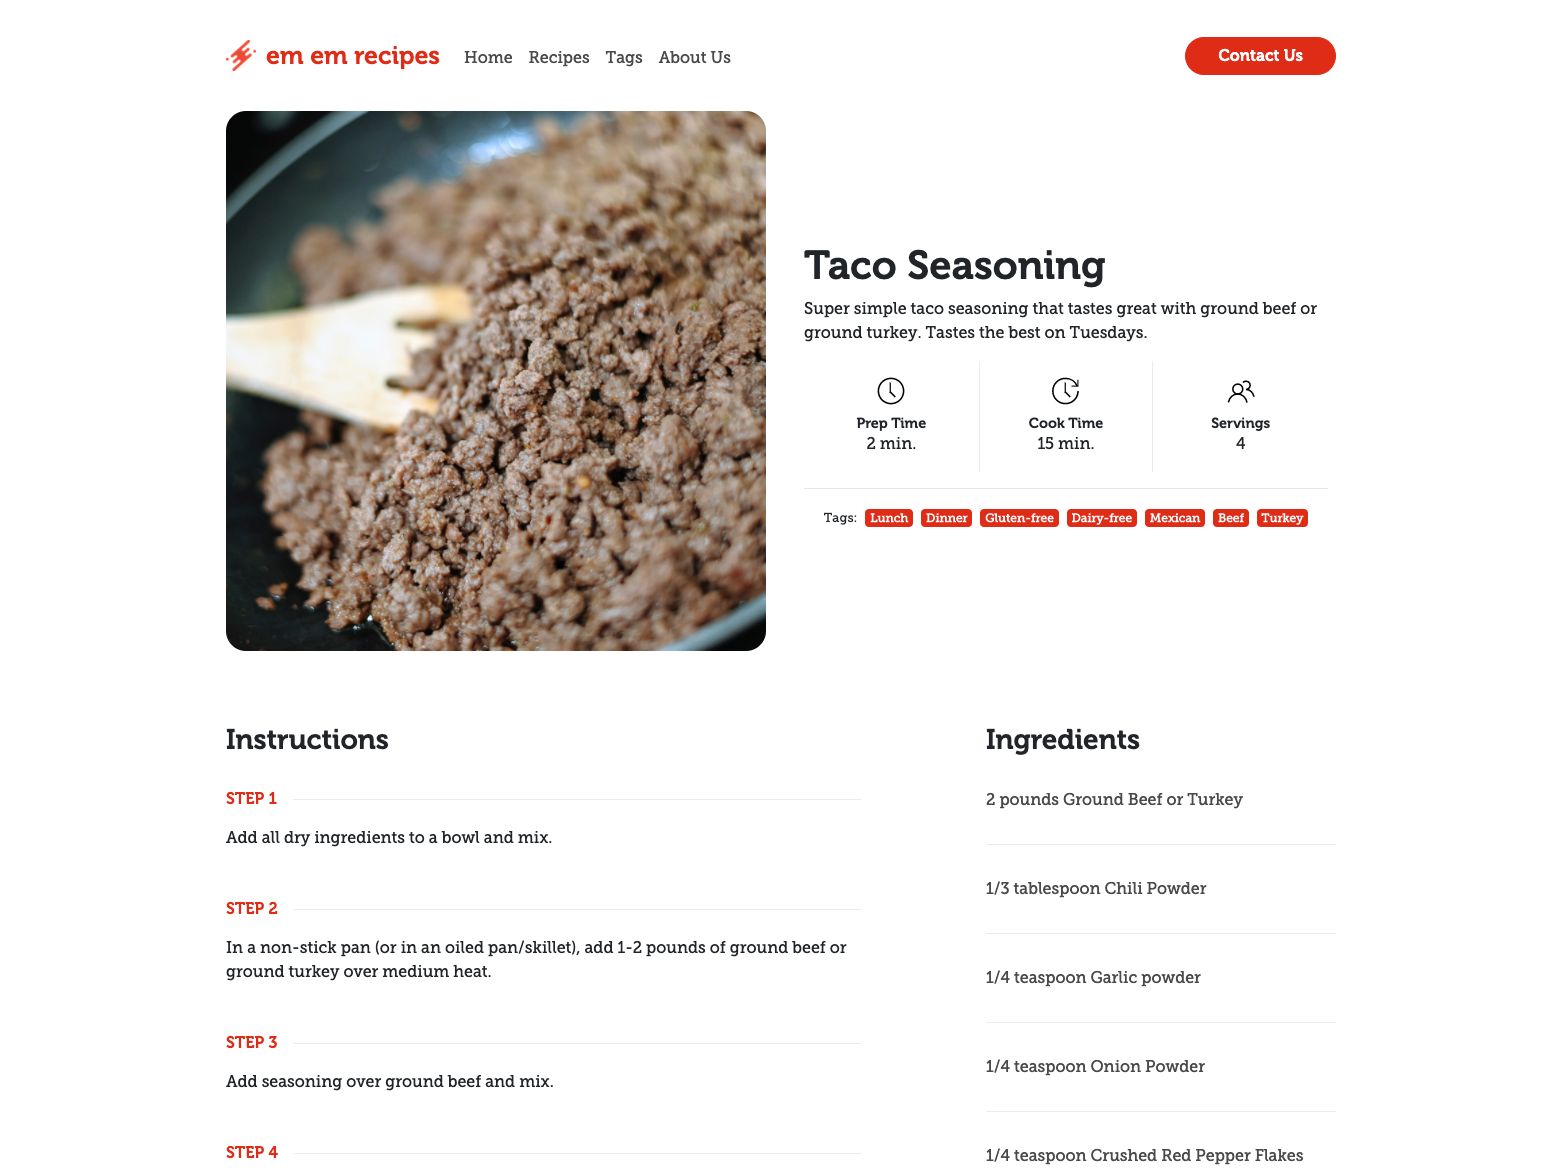 em em recipes
Home Recipes Tags About Us
Contact Us
Taco Seasoning
Super simple taco seasoning that tastes great with ground beef or
ground turkey. Tastes the best on Tuesdays.
Prep Time
2 min.
Cook Time
15 min.
Servings
4
Tags: Lunch Dinner Gluten-free Dairy-free Mexican Beef Turkey
Instructions
STEP 1
Add all dry ingredients to a bowl and mix.
STEP 2
In a non-stick pan (or in an oiled pan/skillet), add 1-2 pounds of ground beef or
ground turkey over medium heat.
STEP 3
Add seasoning over ground beef and mix.
STEP 4
Ingredients
2 pounds Ground Beef or Turkey
1/3 tablespoon Chili Powder
1/4 teaspoon Garlic powder
1/4 teaspoon Onion Powder
1/4 teaspoon Crushed Red Pepper Flakes